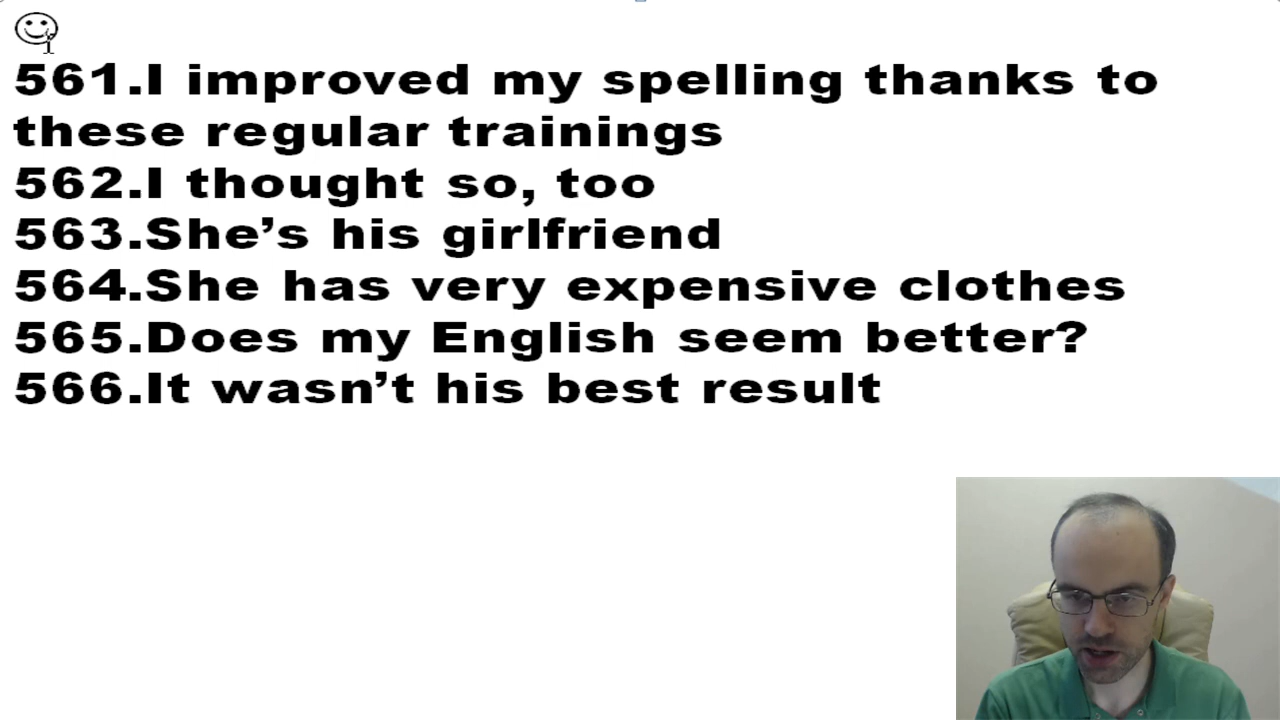 561.I improved my spelling thanks to
these regular trainings
562.I thought so, too
563.She’s his girlfriend
564.She has very expensive clothes
565.Does my English seem better?
566.It wasn’t his best result